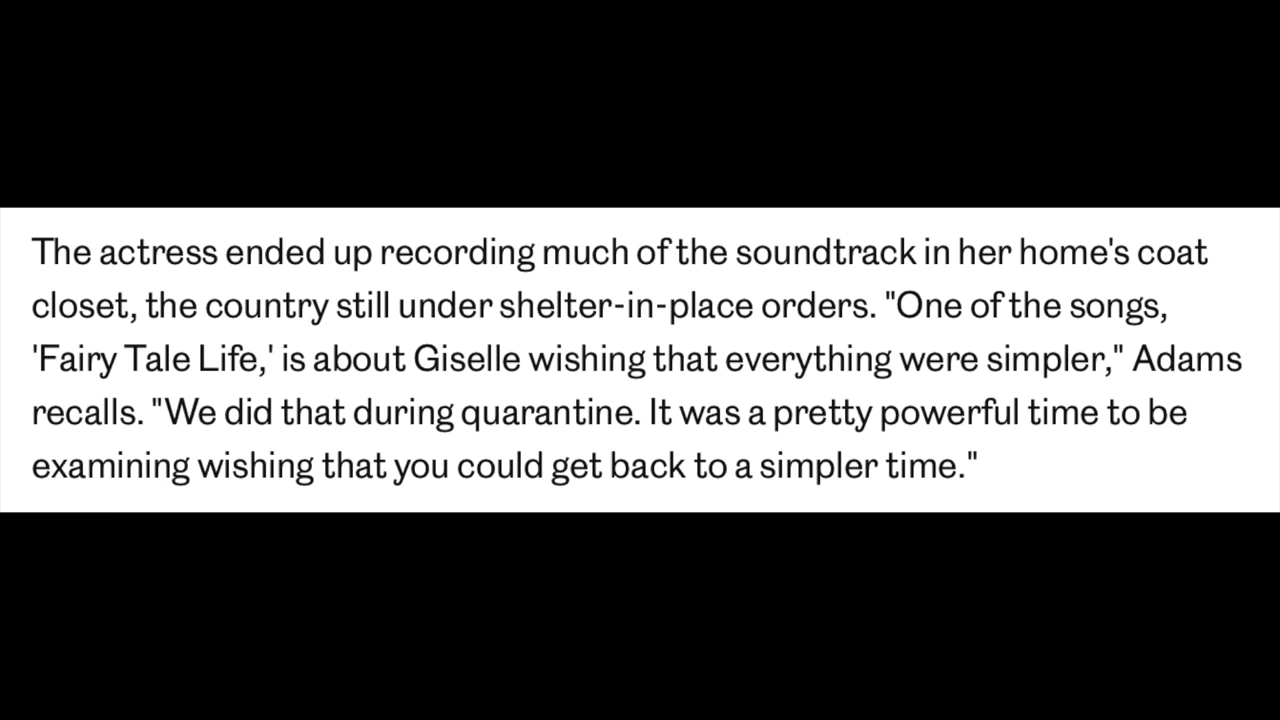 The actress ended up recording much of the soundtrack in her home's coat
closet, the country still under shelter-in-place orders. "One of the songs,
'Fairy Tale Life,' is about Giselle wishing that everything were simpler," Adams
recalls. "We did that during quarantine. It was a pretty powerful time to be
examining wishing that you could get back to a simpler time."